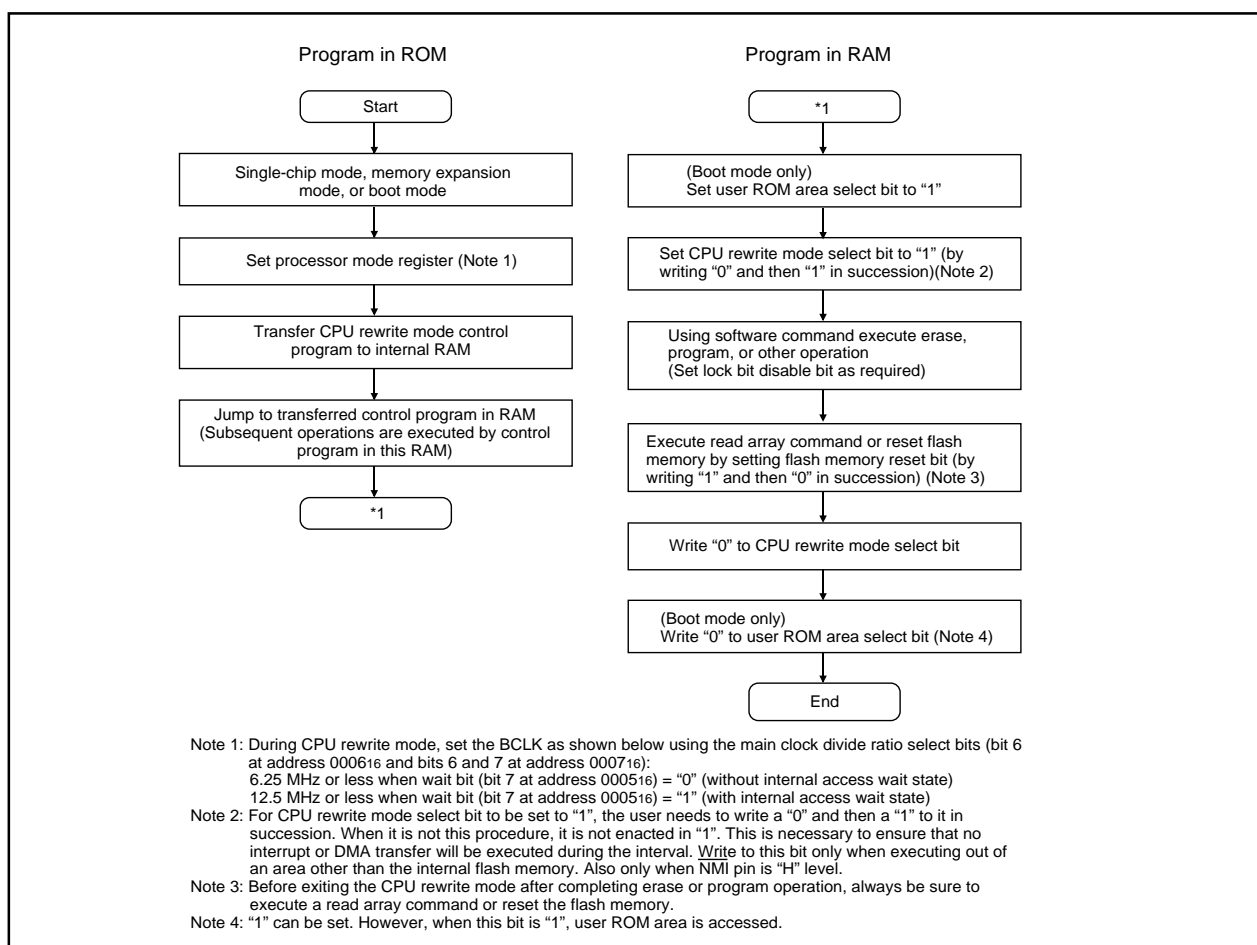 Program in ROM
Start
Single-chip mode, memory expansion
mode, or boot mode
Set processor mode register (Note 1)
Transfer CPU rewrite mode control
program to internal RAM
Jump to transferred control program in RAM
(Subsequent operations are executed by control
program in this RAM)
*1
Program in RAM
*1
(Boot mode only)
Set user ROM area select bit to “1”
Set CPU rewrite mode select bit to “1” (by
writing “0” and then “1” in succession)(Note 2)
Using software command execute erase,
program, or other operation
(Set lock bit disable bit as required)
Execute read array command or reset flash
memory by setting flash memory reset bit (by
writing “1” and then “0” in succession) (Note 3)
Write “0” to CPU rewrite mode select bit
(Boot mode only)
Write “0” to user ROM area select bit (Note 4)
End
Note 1: During CPU rewrite mode, set the BCLK as shown below using the main clock divide ratio select bits (bit 6
at address 000616 and bits 6 and 7 at address 000716):
6.25 MHz or less when wait bit (bit 7 at address 000516) = “0” (without internal access wait state)
12.5 MHz or less when wait bit (bit 7 at address 000516) = “1” (with internal access wait state)
Note 2: For CPU rewrite mode select bit to be set to “1”, the user needs to write a “0” and then a “1” to it in
succession. When it is not this procedure, it is not enacted in “1”. This is necessary to ensure that no
interrupt or DMA transfer will be executed during the interval. Write to this bit only when executing out of
an area other than the internal flash memory. Also only when NMI pin is “H” level.
Note 3: Before exiting the CPU rewrite mode after completing erase or program operation, always be sure to
execute a read array command or reset the flash memory.
Note 4: “1” can be set. However, when this bit is “1”, user ROM area is accessed.